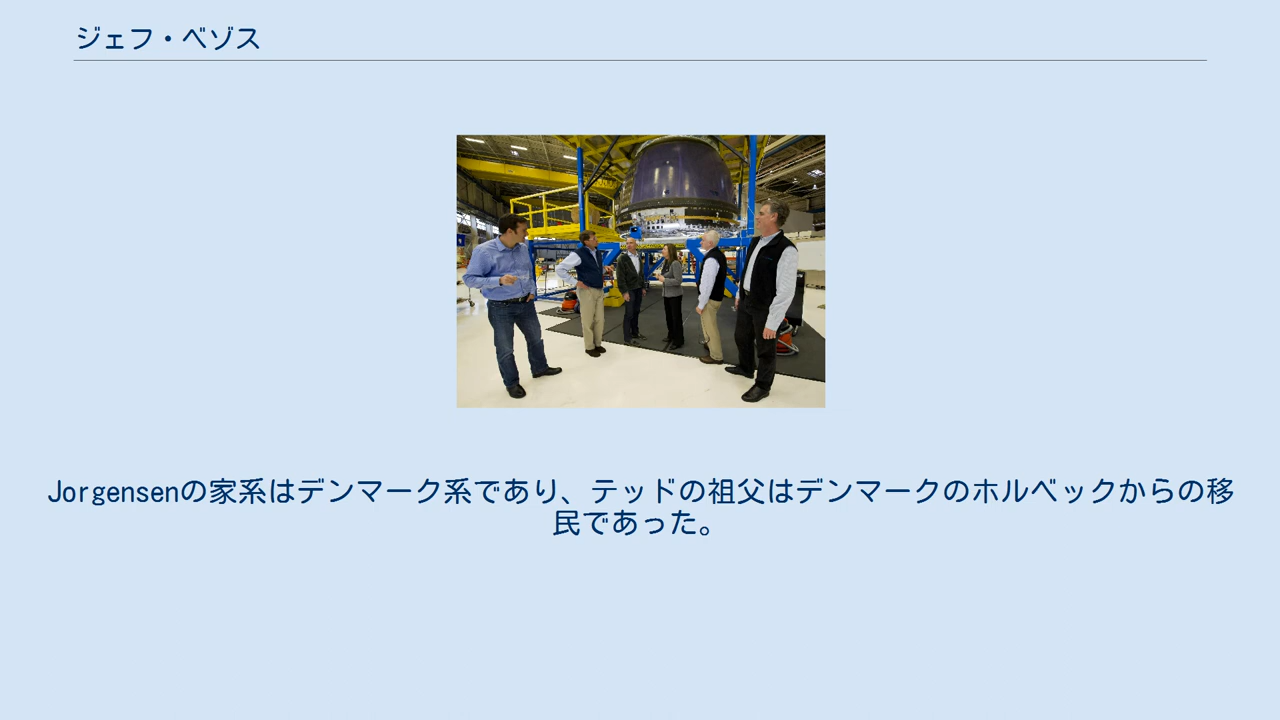 ジェフ・ベゾス
Jorgensenの家系はデンマーク系であり、テッドの祖父はデンマークのホルベックからの移
民であった。